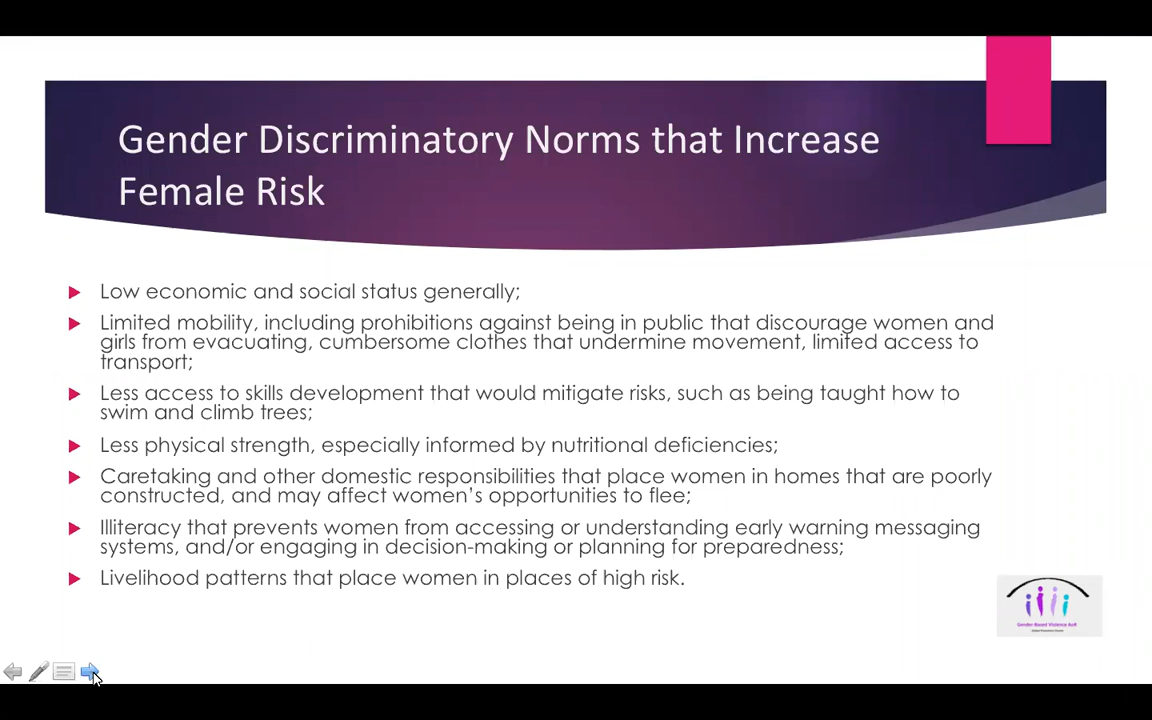 Gender Discriminatory Norms that Increase
Female Risk
Low economic and social status generally;
Limited mobility, including prohibitions against being in public that discourage women and
girls from evacuating, cumbersome clothes that undermine movement, limited access to
transport;
Less access to skills development that would mitigate risks, such as being taught how to
swim and climb trees;
Less physical strength, especially informed by nutritional deficiencies;
Caretaking and other domestic responsibilities that place women in homes that are poorly
constructed, and may affect women’s opportunities to flee;
Illiteracy that prevents women from accessing or understanding early warning messaging
systems, and/or engaging in decision-making or planning for preparedness;
Livelihood patterns that place women in places of high risk.
Gender-Based Violence AoR